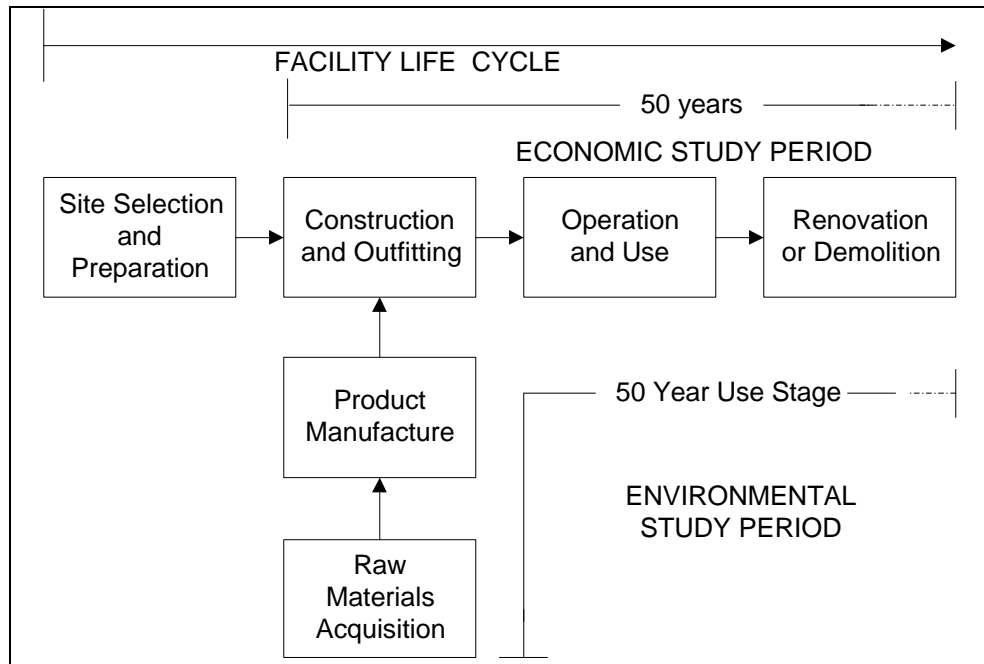 FACILITY LIFE CYCLE
50 years
ECONOMIC STUDY PERIOD
Site Selection
and
Preparation
Construction
and Outfitting
Operation
and Use
Renovation
or Demolition
Product
Manufacture
50 Year Use Stage
ENVIRONMENTAL
STUDY PERIOD
Raw
Materials
Acquisition